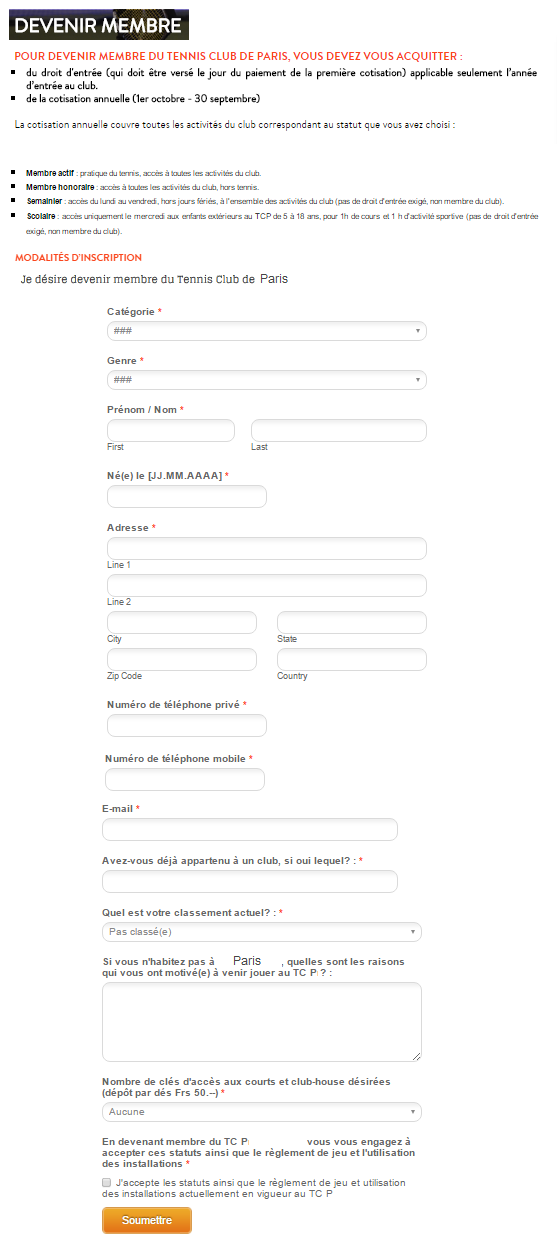 DEVENIR MEMBRE
POUR DEVENIR MEMBRE DU TENNIS CLUB DE PARIS, VOUS DEVEZ VOUS ACQUITTER :
du droit d'entrée (qui doit être versé le jour du paiement de la première cotisation) applicable seulement l'année
d'entrée au club.
de la cotisation annuelle (1er octobre - 30 septembre)
La cotisation annuelle couvre toutes les activités du club correspondant au statut que vous avez choisi :
Membre actif : pratique du tennis, accès à toutes les activités du club.
Membre honoraire : accès à toutes les activités du club, hors tennis.
Semainier : accès du lundi au vendredi, hors jours fériés, à l'ensemble des activités du club (pas de droit d'entrée exigé, non membre du club).
Scolaire : accès uniquement le mercredi aux enfants extérieurs au TCP de 5 à 18 ans, pour 1h de cours et 1 h d'activité sportive (pas de droit d'entrée
exigé, non membre du club).
MODALITÉS D'INSCRIPTION
Je désire devenir membre du Tennis Club de Paris
Catégorie *
###
Genre *
###
Prénom / Nom *
First Last
Né(e) le [JJ.MM.AAAA] *
Adresse *
Line 1
Line 2
City State
Zip Code Country
Numéro de téléphone privé *
Numéro de téléphone mobile *
E-mail *
Avez-vous déjà appartenu à un club, si oui lequel? : *
Quel est votre classement actuel? : *
Pas classé(e)
Si vous n'habitez pas à Paris , quelles sont les raisons
qui vous ont motivé(e) à venir jouer au TC P ? :
Nombre de clés d'accés aux courts et club-house désirées
(dépôt par dés Frs 50.--) *
Aucune
En devenant membre du TC P vous vous engagez à
accepter ces statuts ainsi que le règlement de jeu et l'utilisation
des installations *
J'accepte les statuts ainsi que le règlement de jeu et utilisation
des installations actuellement en vigueur au TC P
Soumettre